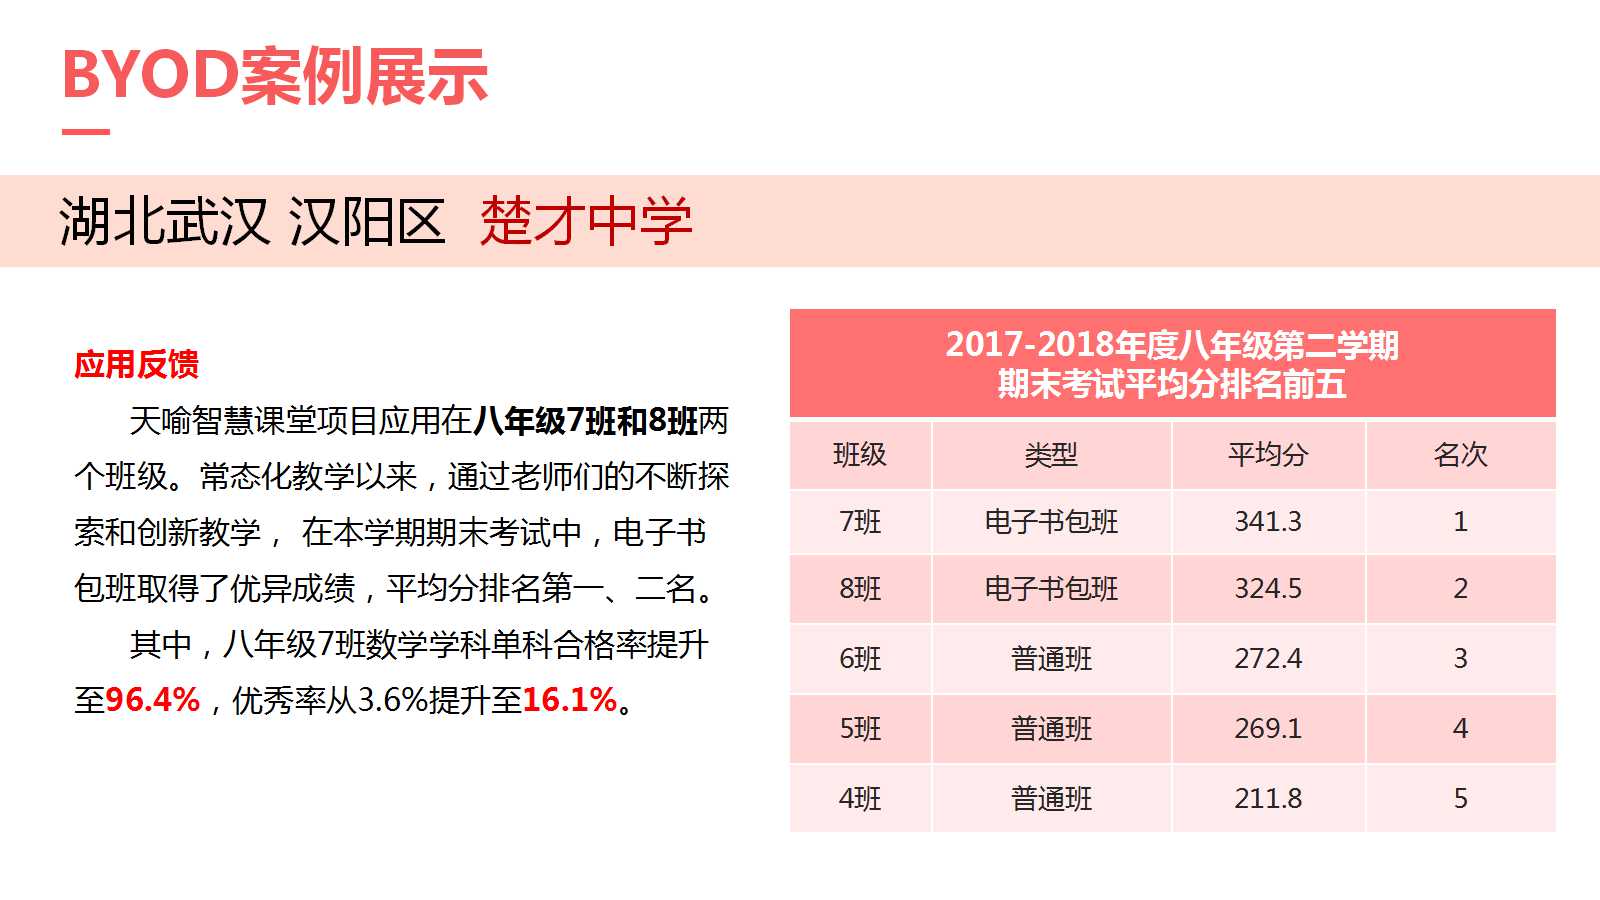 BYOD案例展示
湖北武汉 汉阳区 楚才中学
应用反馈
天喻智慧课堂项目应用在八年级7班和8班两
个班级。常态化教学以来，通过老师们的不断探
索和创新教学， 在本学期期末考试中，电子书
包班取得了优异成绩，平均分排名第一、二名。
其中，八年级7班数学学科单科合格率提升
至96.4%，优秀率从3.6%提升至16.1%。
2017-2018年度八年级第二学期
期末考试平均分排名前五
班级 类型 平均分 名次
7班 电子书包班 341.3 1
8班 电子书包班 324.5 2
6班 普通班 272.4 3
5班 普通班 269.1 4
4班 普通班 211.8 5